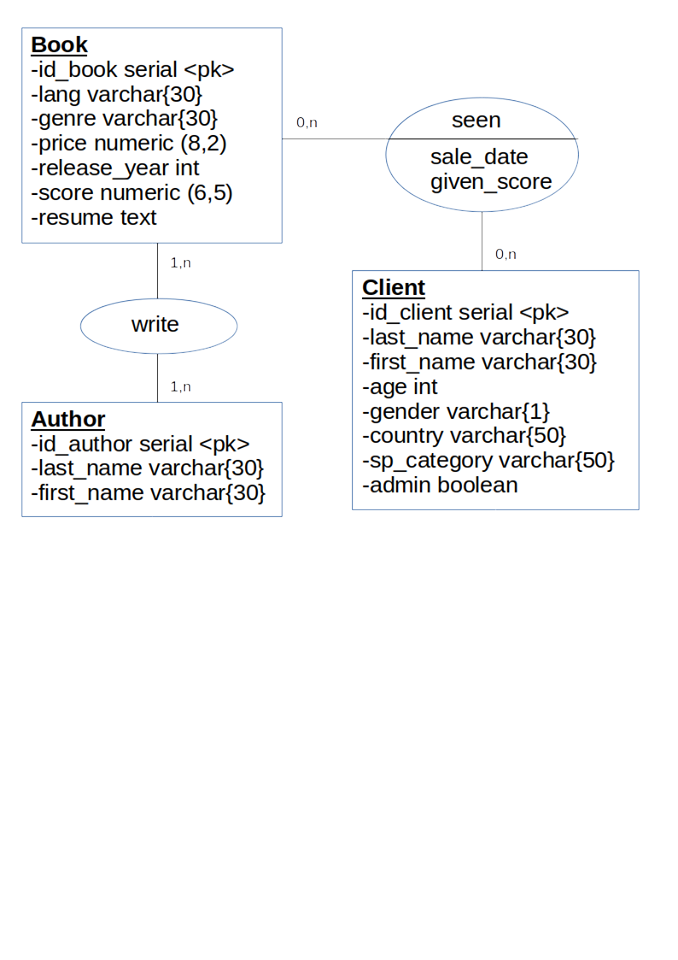 Book
-id_book serial <pk>
-lang varchar{30}
-genre varchar{30}
-price numeric (8,2)
-release_year int
-score numeric (6,5)
-resume text
0,n
seen
sale_date
given_score
1,n
0,n
write
Client
-id_client serial <pk>
-last_name varchar{30}
-first_name varchar{30}
-age int
-gender varchar{1}
-country varchar{50}
-sp_category varchar{50}
-admin boolean
1,n
Author
-id_author serial <pk>
-last_name varchar{30}
-first_name varchar{30}